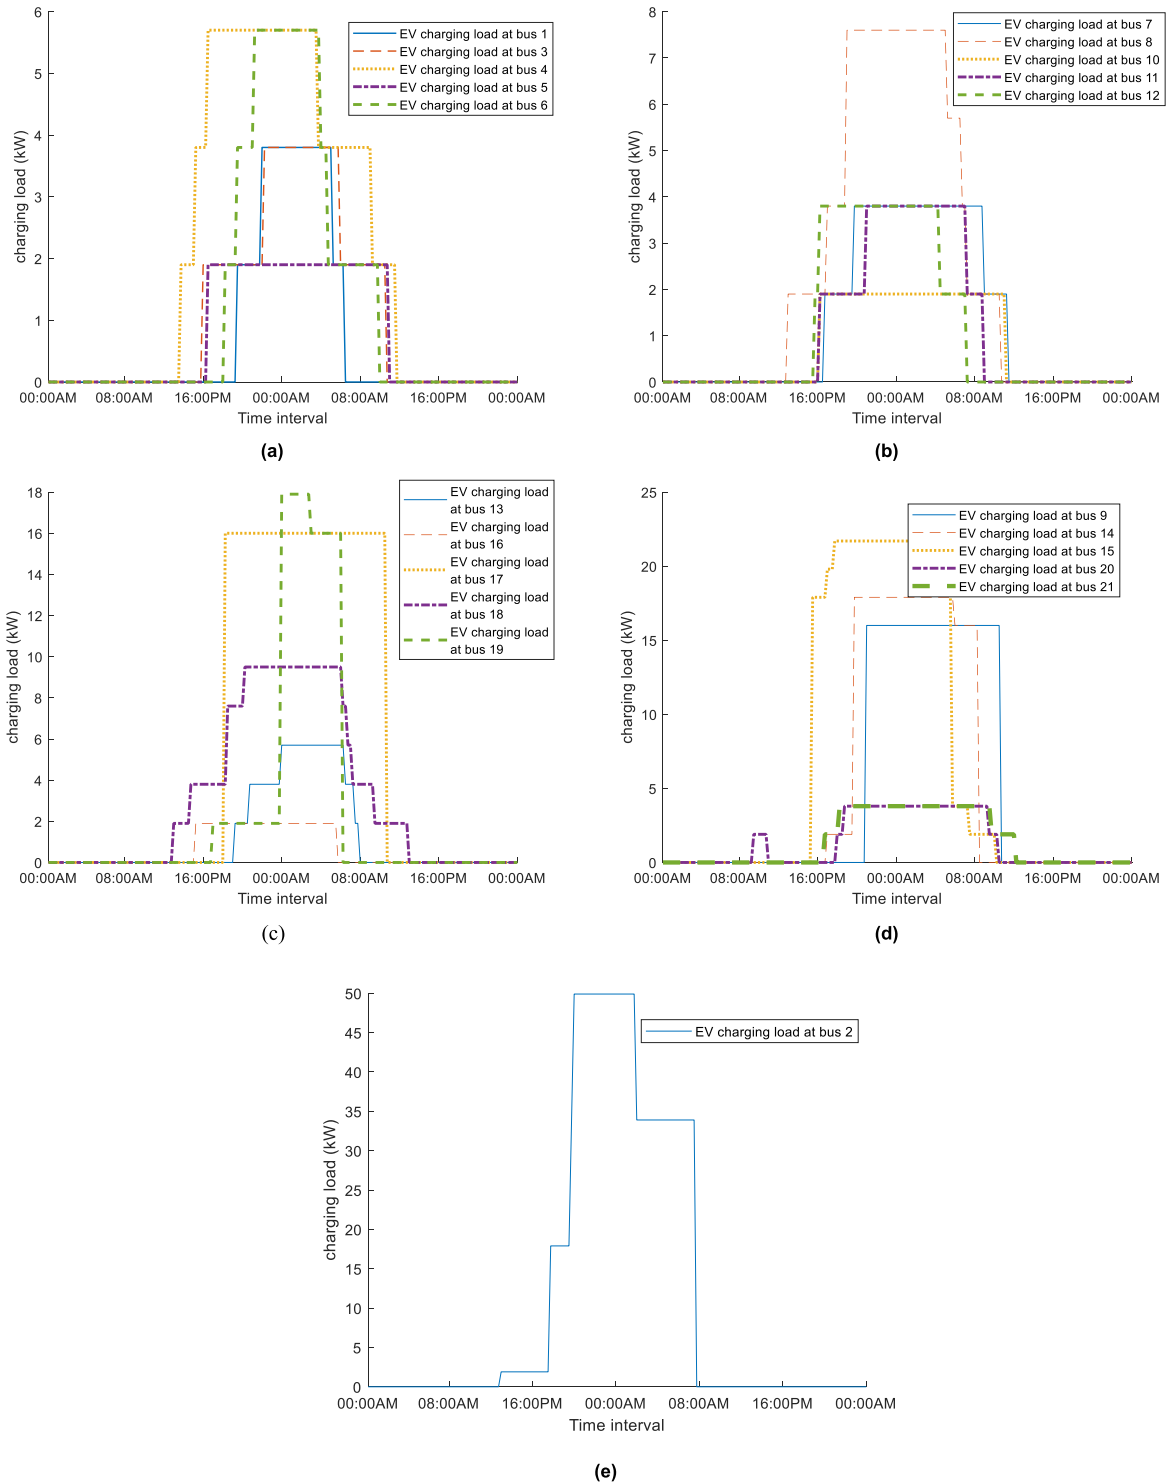 6
5
4
3
2
1
0
charging load (kW)
EV charging load at bus 1
EV charging load at bus 3
EV charging load at bus 4
EV charging load at bus 5
EV charging load at bus 6
00:00AM 08:00AM 16:00PM 00:00AM 08:00AM 16:00PM 00:00AM
Time interval
(a)
8
7
6
5
4
3
2
1
0
charging load (kW)
EV charging load at bus 7
EV charging load at bus 8
EV charging load at bus 10
EV charging load at bus 11
EV charging load at bus 12
00:00AM 08:00AM 16:00PM 00:00AM 08:00AM 16:00PM 00:00AM
Time interval
(b)
18
16
14
12
10
8
6
4
2
0
charging load (kW)
EV charging load
at bus 13
EV charging load
at bus 16
EV charging load
at bus 17
EV charging load
at bus 18
EV charging load
at bus 19
00:00AM 08:00AM 16:00PM 00:00AM 08:00AM 16:00PM 00:00AM
Time interval
(c)
25
20
15
10
5
0
charging load (kW)
EV charging load at bus 9
EV charging load at bus 14
EV charging load at bus 15
EV charging load at bus 20
EV charging load at bus 21
00:00AM 08:00AM 16:00PM 00:00AM 08:00AM 16:00PM 00:00AM
Time interval
(d)
50
45
40
35
30
25
20
15
10
5
0
charging load (kW)
EV charging load at bus 2
00:00AM 08:00AM 16:00PM 00:00AM 08:00AM 16:00PM 00:00AM
Time interval
(e)